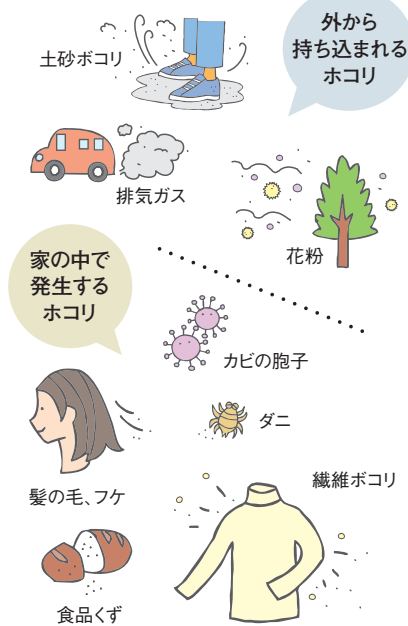 外から
持ち込まれる
ホコリ
土砂ボコリ
排気ガス
花粉
家の中で
発生する
ホコリ
カビの胞子
ダニ
髪の毛、フケ
繊維ボコリ
食品くず